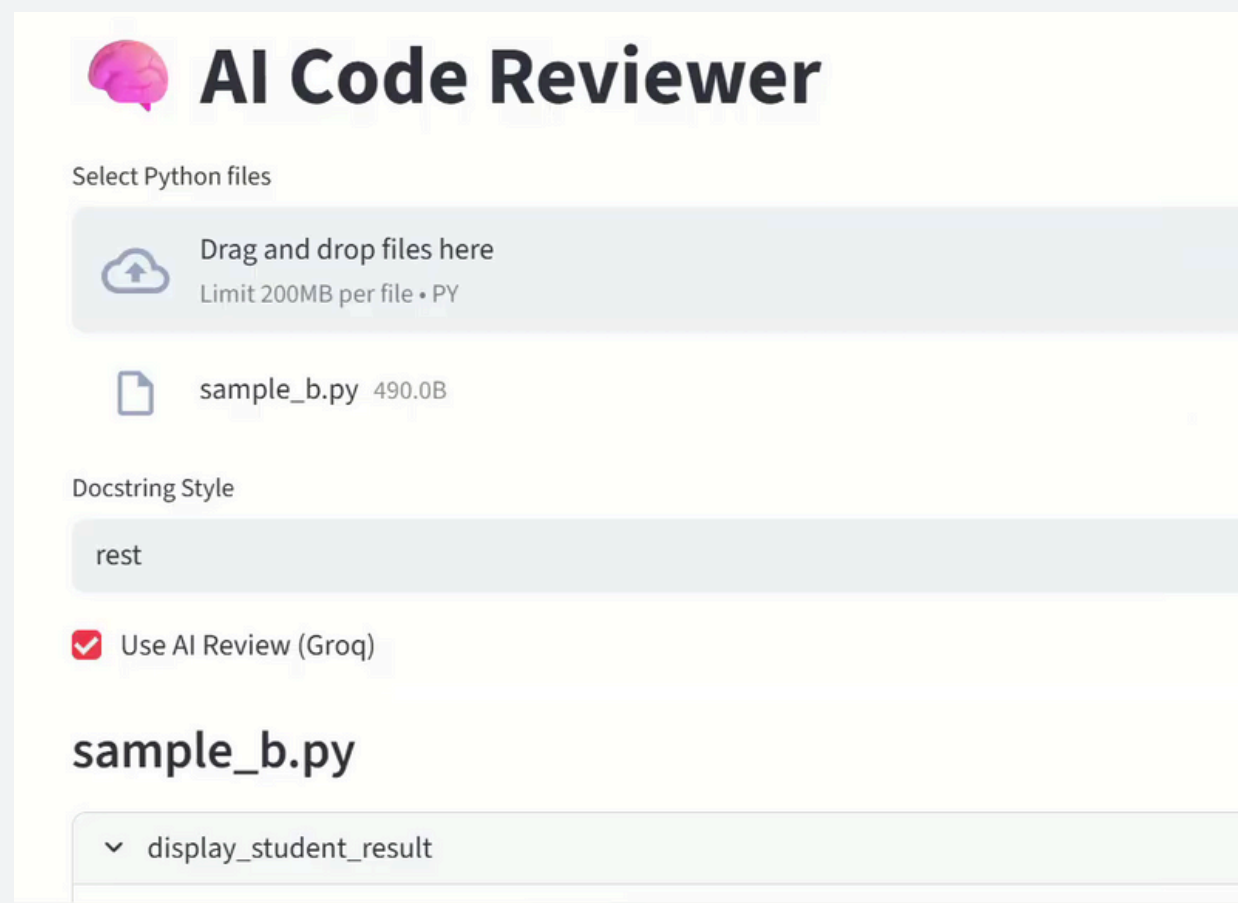 AI Code Reviewer
Select Python files
Drag and drop files here
Limit 200MB per file • PY
sample_b.py 490.0B
Docstring Style
rest
Use AI Review (Groq)
sample_b.py
display_student_result